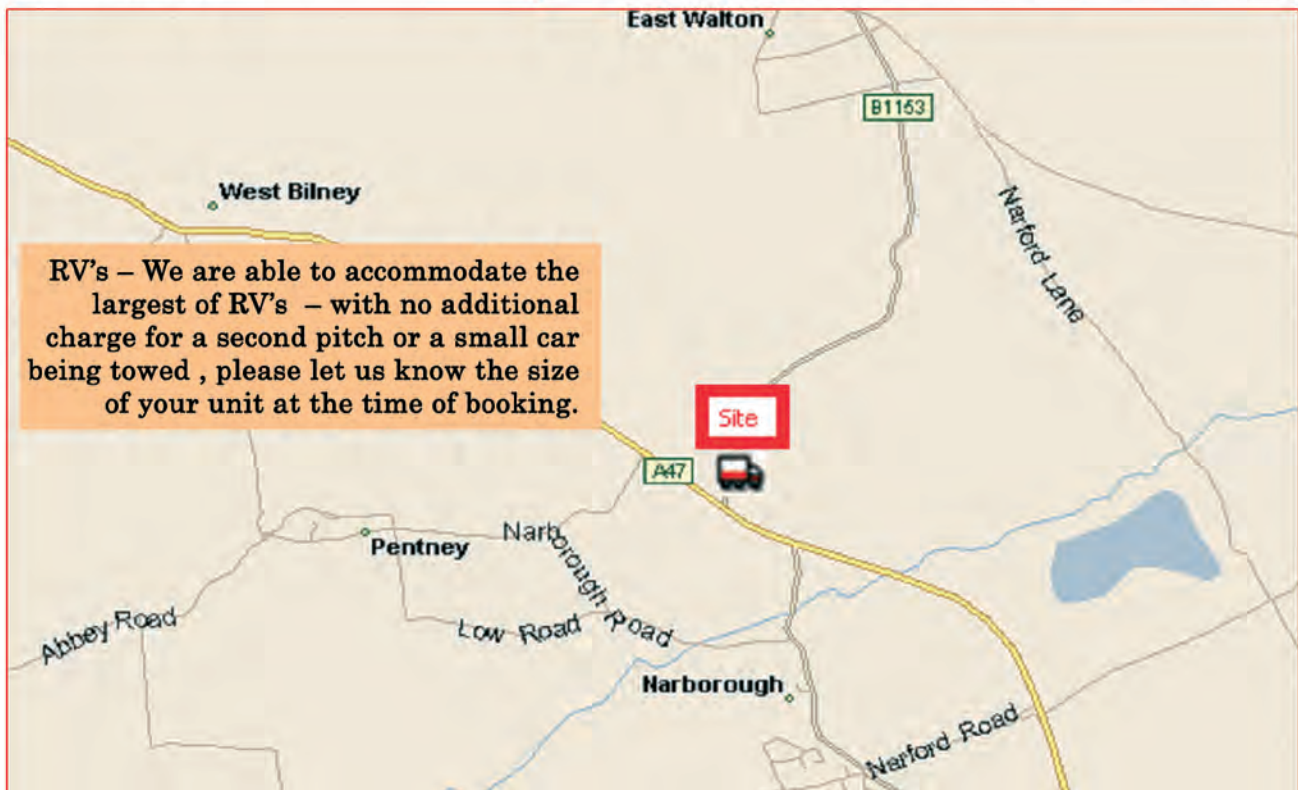 East Walton
B1153
West Bilney
Narford Lane
RV's – We are able to accommodate the
largest of RV's – with no additional
charge for a second pitch or a small car
being towed , please let us know the size
of your unit at the time of booking.
Site
A47
Pentney
Narborough Road
Abbey Road
Low Road
Narborough
Narford Road